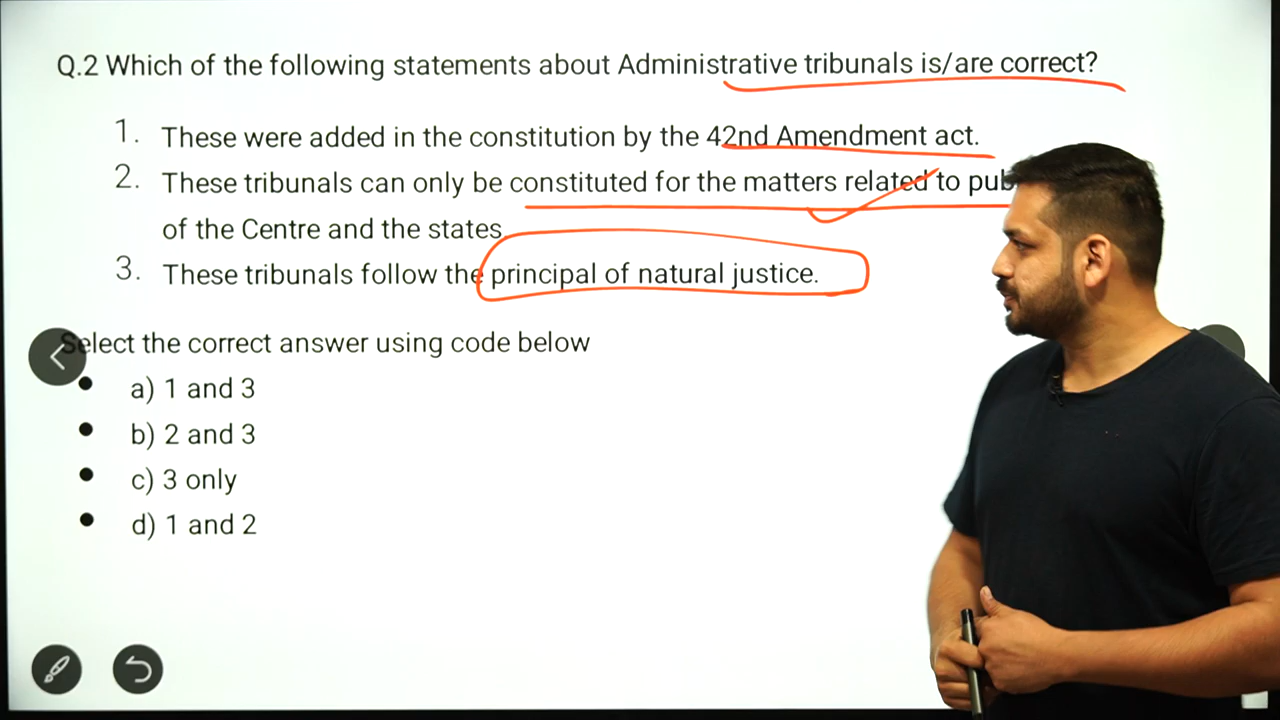 Q.2 Which of the following statements about Administrative tribunals is/are correct?
1. These were added in the constitution by the 42nd Amendment act.
2. These tribunals can only be constituted for the matters related to
of the Centre and the states.
3. These tribunals follow the principal of natural justice.
Select the correct answer using code below
a) 1 and 3
b) 2 and 3
c) 3 only
d) 1 and 2